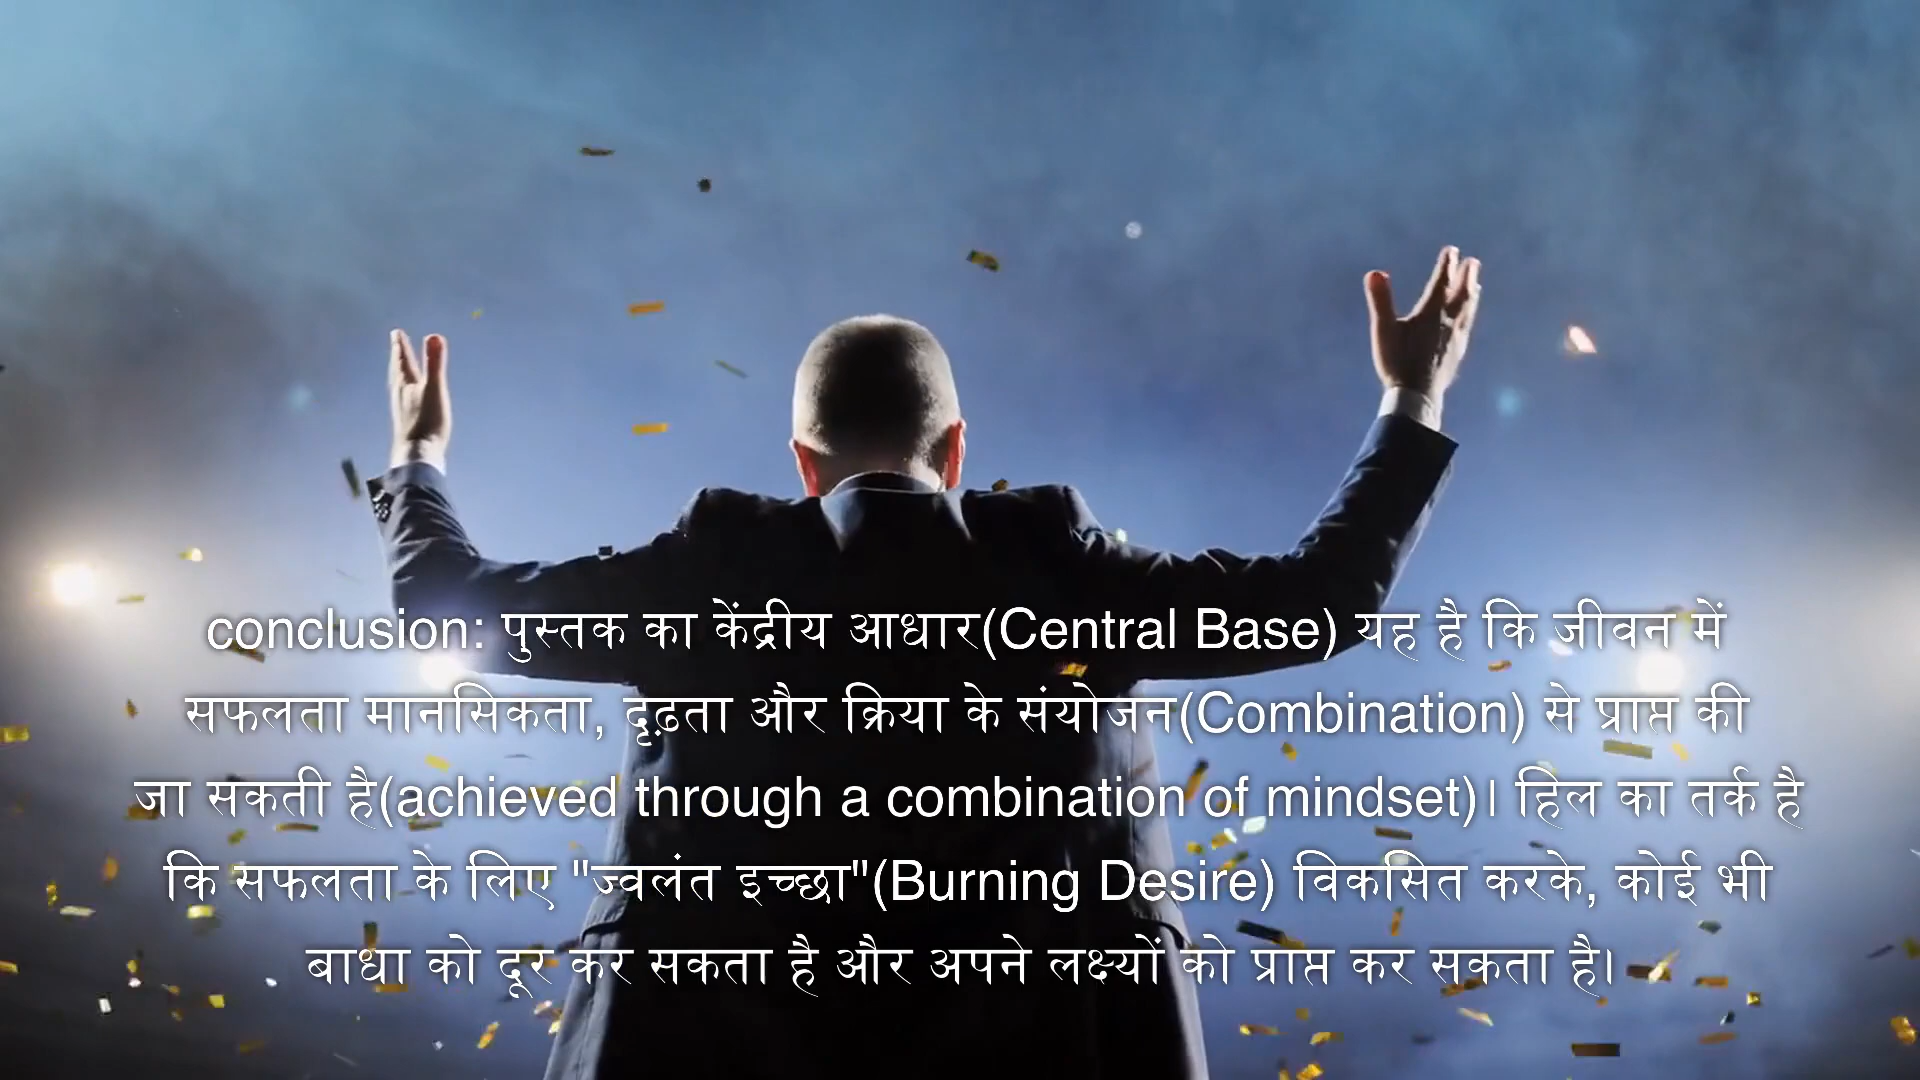 conclusion: पुस्तक का केंद्रीय आधार(Central Base) यह है कि जीवन में
सफलता मानसिकता, दृढ़ता और क्रिया के संयोजन(Combination) से प्राप्त की
जा सकती है(achieved through a combination of mindset)। हिल का तर्क है
कि सफलता के लिए "ज्वलंत इच्छा"(Burning Desire) विकसित करके, कोई भी
बाधा को दूर कर सकता है और अपने लक्ष्यों को प्राप्त कर सकता है।